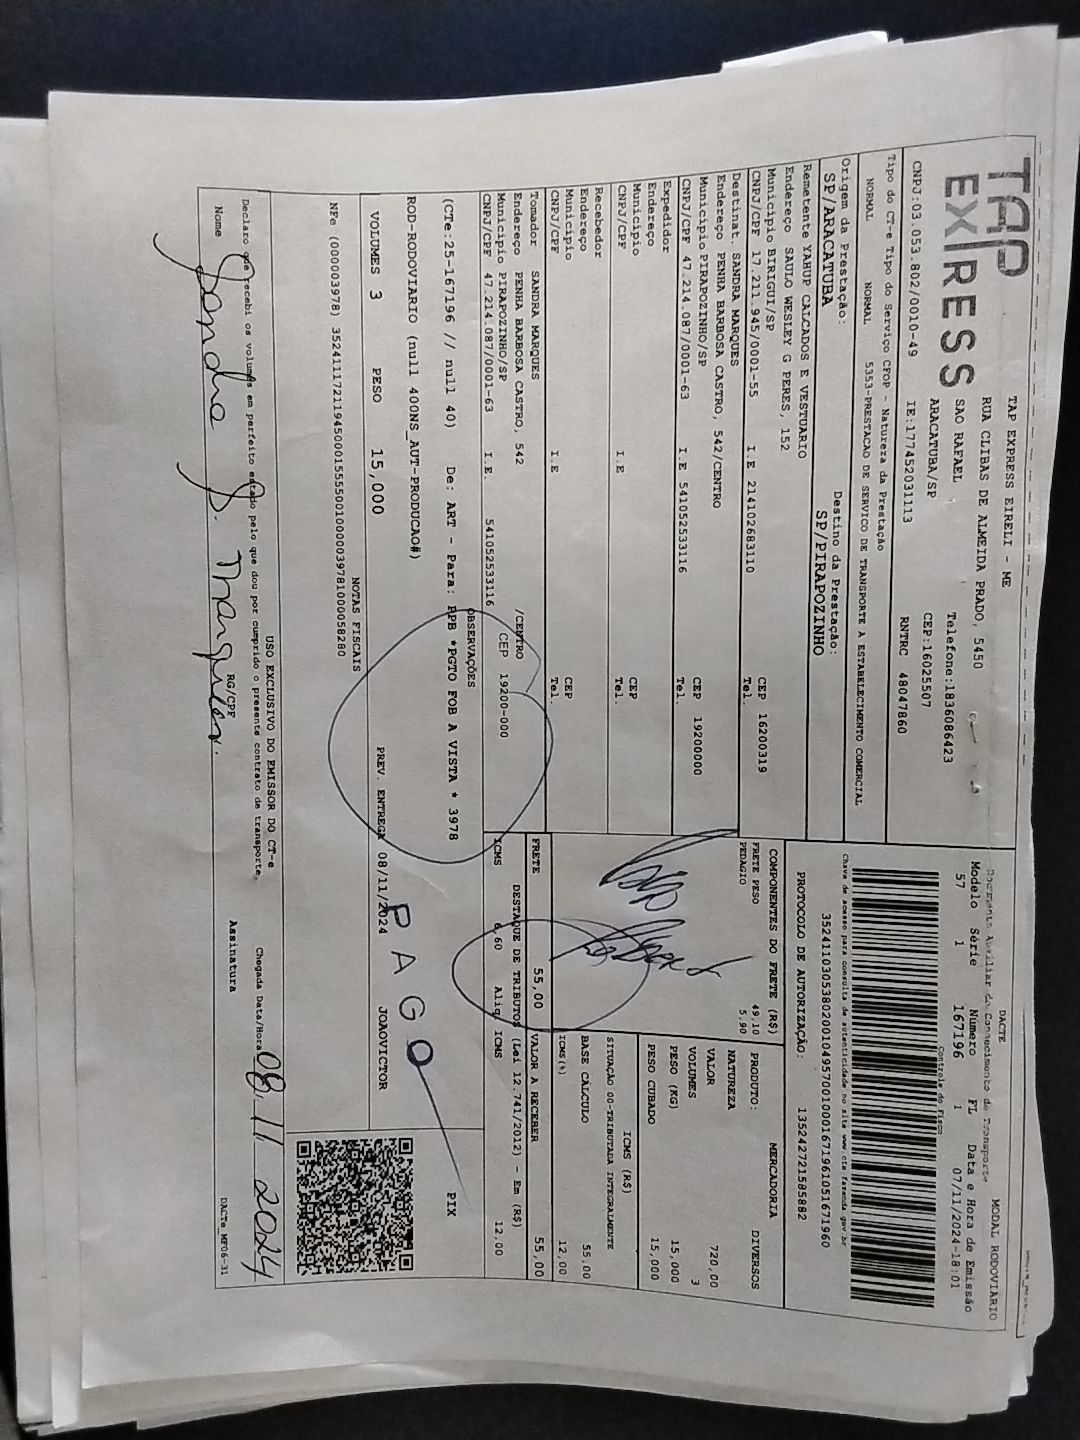 TAP EXPRESS
TAP EXPRESS EIRELI - ME
RUA CLIBAS DE ALMEIDA PRADO, 5450
SAO RAFAEL Telefone:1836086423
ARACATUBA/SP CEP:16025507
CNPJ:03.053.802/0010-49 IE:177452031113 RNTRC 48047860
DACTE MODAL RODOVIARIO
Documento Auxiliar do Conhecimento de Transporte
Modelo Série Número FL Data e Hora de Emissão
57 1 167196 1 07/11/2024-18:01
Controle do Fisco
Chave de acesso para consulta de autenticidade no site www.cte.fazenda.gov.br
35241103053802001049570010001671961051671960
PROTOCOLO DE AUTORIZAÇÃO: 135242721585882
Tipo do CT-e Tipo do Serviço CFOP - Natureza da Prestação
NORMAL NORMAL 5353-PRESTACAO DE SERVICO DE TRANSPORTE A ESTABELECIMENTO COMERCIAL
Origem da Prestação: Destino da Prestação:
SP/ARACATUBA SP/PIRAPOZINHO
Remetente YAHUP CALCADOS E VESTUARIO
Endereço SAULO WESLEY G PERES, 152
Município BIRIGUI/SP CEP 16200319
CNPJ/CPF 17.211.945/0001-55 I.E 214102683110 Tel.
Destinat. SANDRA MARQUES
Endereço PENHA BARBOSA CASTRO, 542/CENTRO
Município PIRAPOZINHO/SP CEP 19200000
CNPJ/CPF 47.214.087/0001-63 I.E 541052533116 Tel.
Expedidor
Endereço
Município CEP
CNPJ/CPF I.E Tel.
Recebedor
Endereço
Município CEP
CNPJ/CPF I.E Tel.
Tomador SANDRA MARQUES
Endereço PENHA BARBOSA CASTRO, 542 /CENTRO
Município PIRAPOZINHO/SP CEP 19200-000
CNPJ/CPF 47.214.087/0001-63 I.E. 541052533116
COMPONENTES DO FRETE (R$)
FRETE PESO 49,10
PEDAGIO 5,90
MERCADORIA
PRODUTO: DIVERSOS
NATUREZA
VALOR 720,00
VOLUMES 3
PESO (KG) 15,000
PESO CUBADO 15,000
ICMS (R$)
SITUAÇÃO 00-TRIBUTADA INTEGRALMENTE
BASE CÁLCULO 55,00
ICMS(%) 12,00
FRETE 55,00 VALOR A RECEBER 55,00
DESTAQUE DE TRIBUTOS (Lei 12.741/2012) - Em (R$)
ICMS 6,60 Aliq ICMS 12,00
OBSERVAÇÕES
(CTe:25-167196 // null 40) De: ART - Para: PPB *PGTO FOB A VISTA * 3978
PIX
ROD-RODOVIARIO (null 400NS_AUT-PRODUCAO#)
PAGO
VOLUMES 3 PESO 15,000 PREV. ENTREGA 08/11/2024 JOAOVICTOR
NOTAS FISCAIS
NFe (000003978) 35241117211945000155550010000039781000058280
USO EXCLUSIVO DO EMISSOR DO CT-e
Declaro que recebi os volumes em perfeito estado pelo que dou por cumprido o presente contrato de transporte. Chegada Data/Hora 08.11.2024
Nome Sandra S. Marques. RG/CPF Assinatura
DACTe_MF06-31